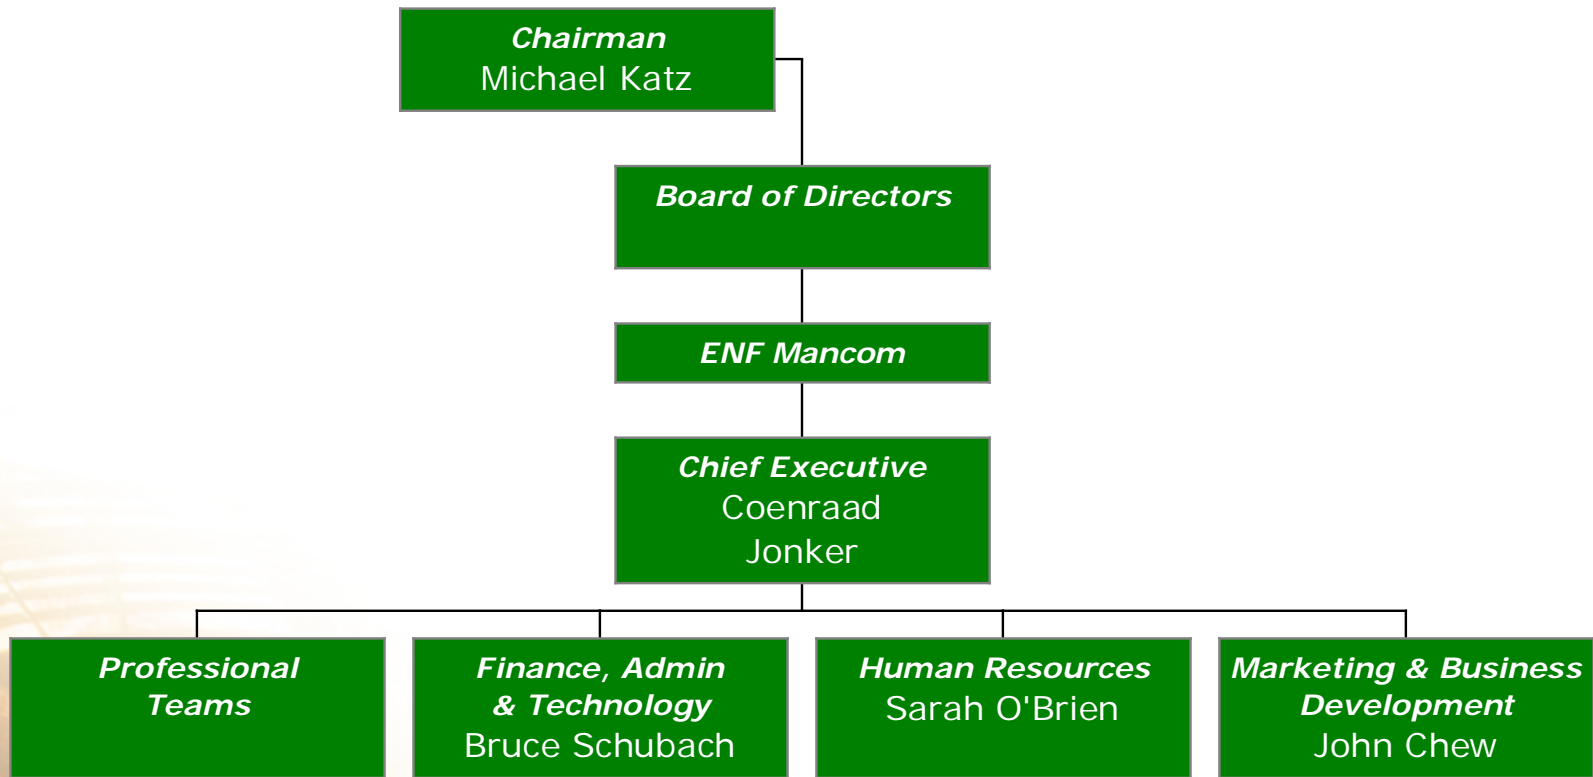 Chairman
Michael Katz
Board of Directors
ENF Mancom
Chief Executive
Coenraad
Jonker
Professional
Teams
Finance, Admin
& Technology
Bruce Schubach
Human Resources
Sarah O'Brien
Marketing & Business
Development
John Chew